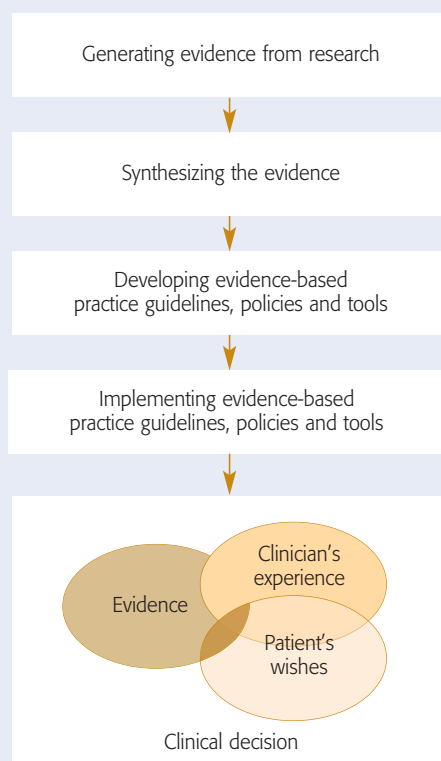 Generating evidence from research
Synthesizing the evidence
Developing evidence-based
practice guidelines, policies and tools
Implementing evidence-based
practice guidelines, policies and tools
Clinician's
experience
Evidence
Patient's
wishes
Clinical decision